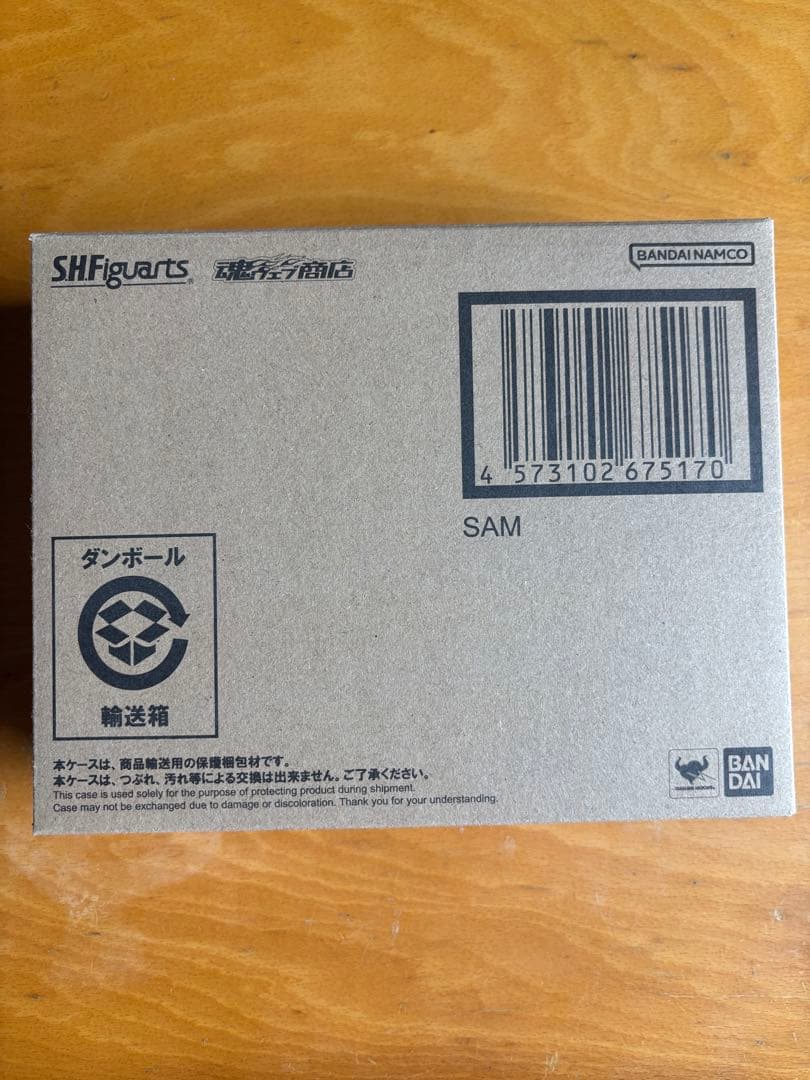 S.H.Figuarts®
魂ウェブ商店
BANDAI NAMCO
4 573102 675170
SAM
ダンボール
輸送箱
本ケースは、商品輸送用の保護梱包材です。
本ケースは、つぶれ、汚れ等による交換は出来ません。ご了承ください。
This case is used solely for the purpose of protecting product during shipment.
Case may not be exchanged due to damage or discoloration. Thank you for your understanding.
BAN
DAI